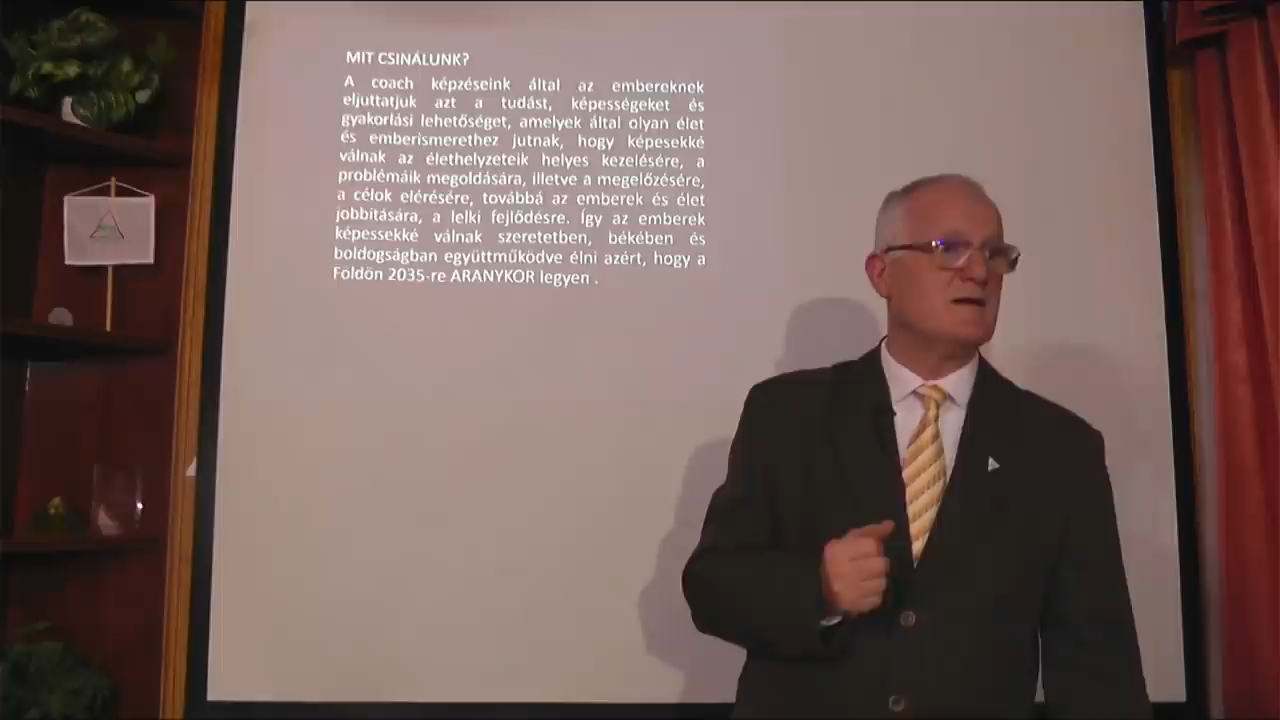 MIT CSINÁLUNK?
A coach képzéseink által az embereknek
eljuttatjuk azt a tudást, képességeket és
gyakorlási lehetőséget, amelyek által olyan élet
és emberismerethez jutnak, hogy képesekké
válnak az élethelyzeteik helyes kezelésére, a
problémáik megoldására, illetve a megelőzésére,
a célok elérésére, továbbá az emberek és élet
jobbítására, a lelki fejlődésre. Így az emberek
képessekké válnak szeretetben, békében és
boldogságban együttműködve élni azért, hogy a
Földön 2035-re ARANYKOR legyen .